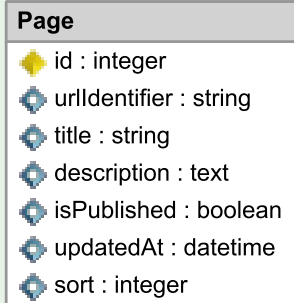 Page
id : integer
urlIdentifier : string
title : string
description : text
isPublished : boolean
updatedAt : datetime
sort : integer